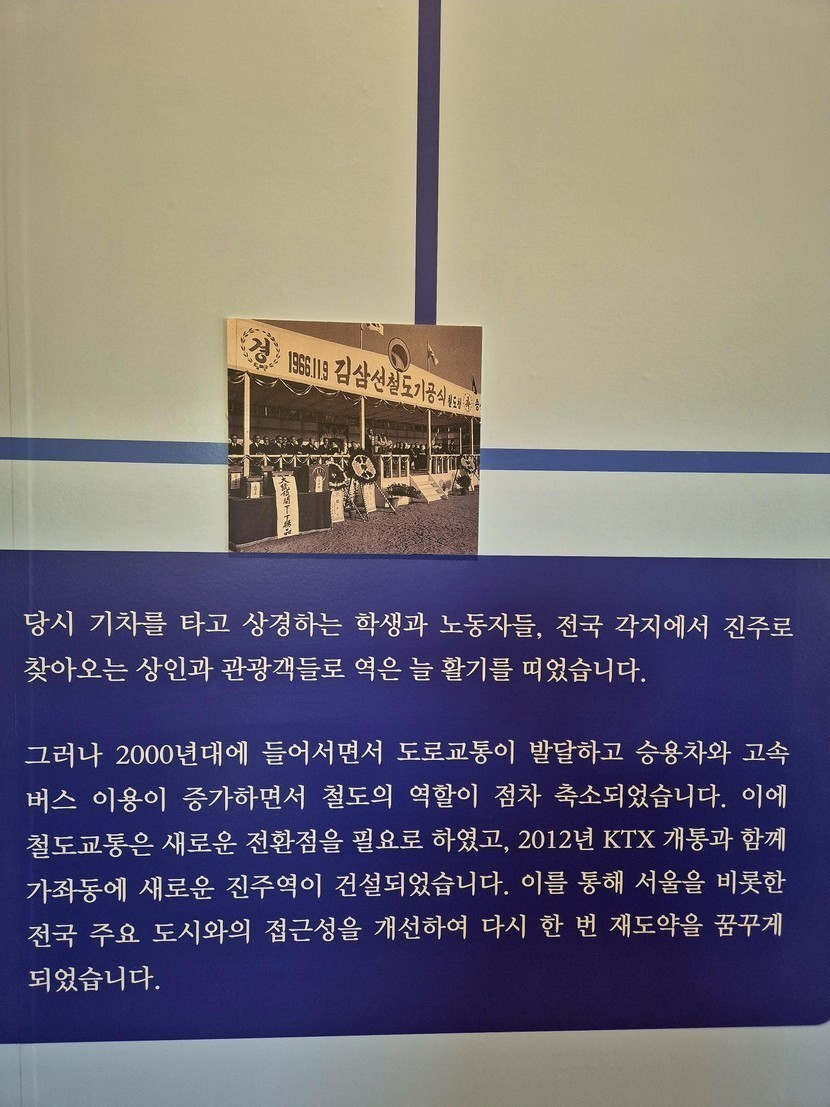 경
1966.11.9 김삼선철도기공식 철도청
당시 기차를 타고 상경하는 학생과 노동자들, 전국 각지에서 진주로
찾아오는 상인과 관광객들로 역은 늘 활기를 띠었습니다.
그러나 2000년대에 들어서면서 도로교통이 발달하고 승용차와 고속
버스 이용이 증가하면서 철도의 역할이 점차 축소되었습니다. 이에
철도교통은 새로운 전환점을 필요로 하였고, 2012년 KTX 개통과 함께
가좌동에 새로운 진주역이 건설되었습니다. 이를 통해 서울을 비롯한
전국 주요 도시와의 접근성을 개선하여 다시 한 번 재도약을 꿈꾸게
되었습니다.